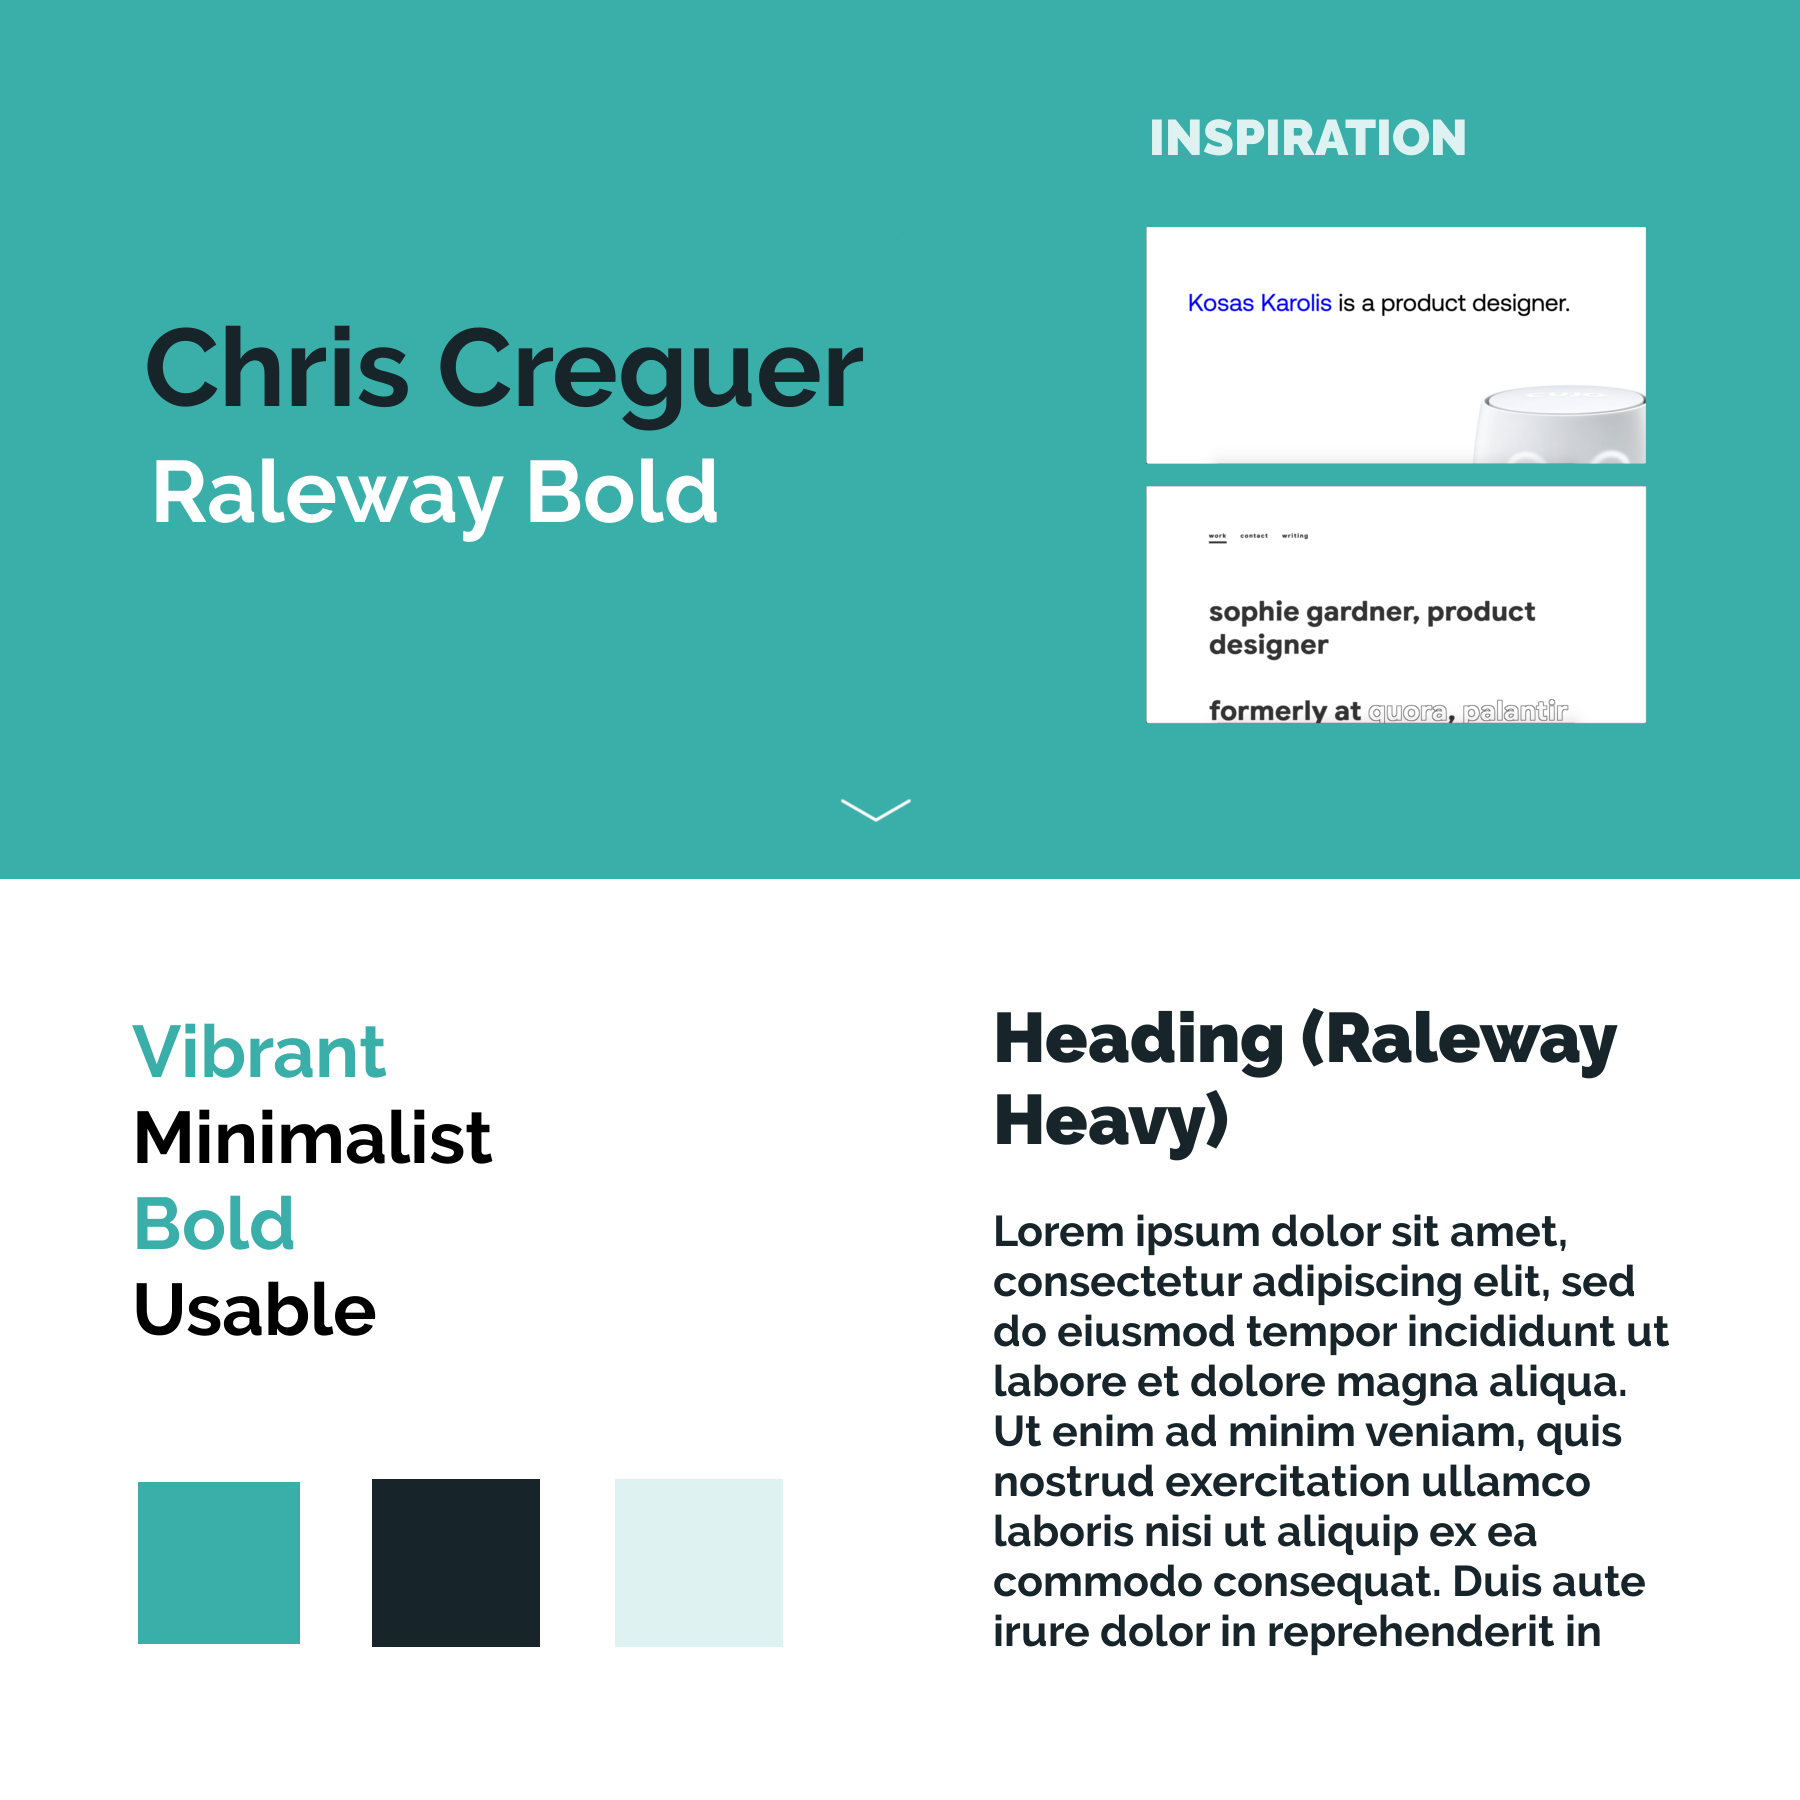 INSPIRATION
Kosas Karolis is a product designer.
Chris Creguer
Raleway Bold
work contact writing
sophie gardner, product
designer
formerly at quora, palantir
Vibrant
Minimalist
Bold
Usable
Heading (Raleway
Heavy)
Lorem ipsum dolor sit amet,
consectetur adipiscing elit, sed
do eiusmod tempor incididunt ut
labore et dolore magna aliqua.
Ut enim ad minim veniam, quis
nostrud exercitation ullamco
laboris nisi ut aliquip ex ea
commodo consequat. Duis aute
irure dolor in reprehenderit in